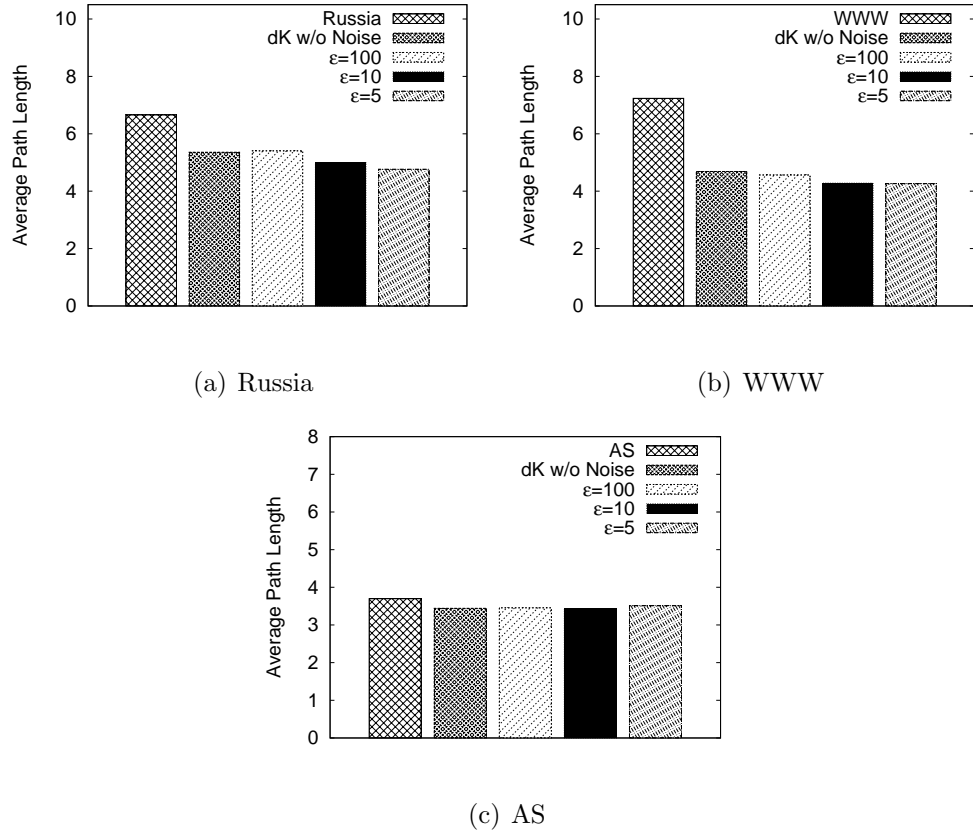 10
8
6
4
2
0
Average Path Length
Russia
dK w/o Noise
ε=100
ε=10
ε=5
(a) Russia
10
8
6
4
2
0
Average Path Length
WWW
dK w/o Noise
ε=100
ε=10
ε=5
(b) WWW
8
7
6
5
4
3
2
1
0
Average Path Length
AS
dK w/o Noise
ε=100
ε=10
ε=5
(c) AS